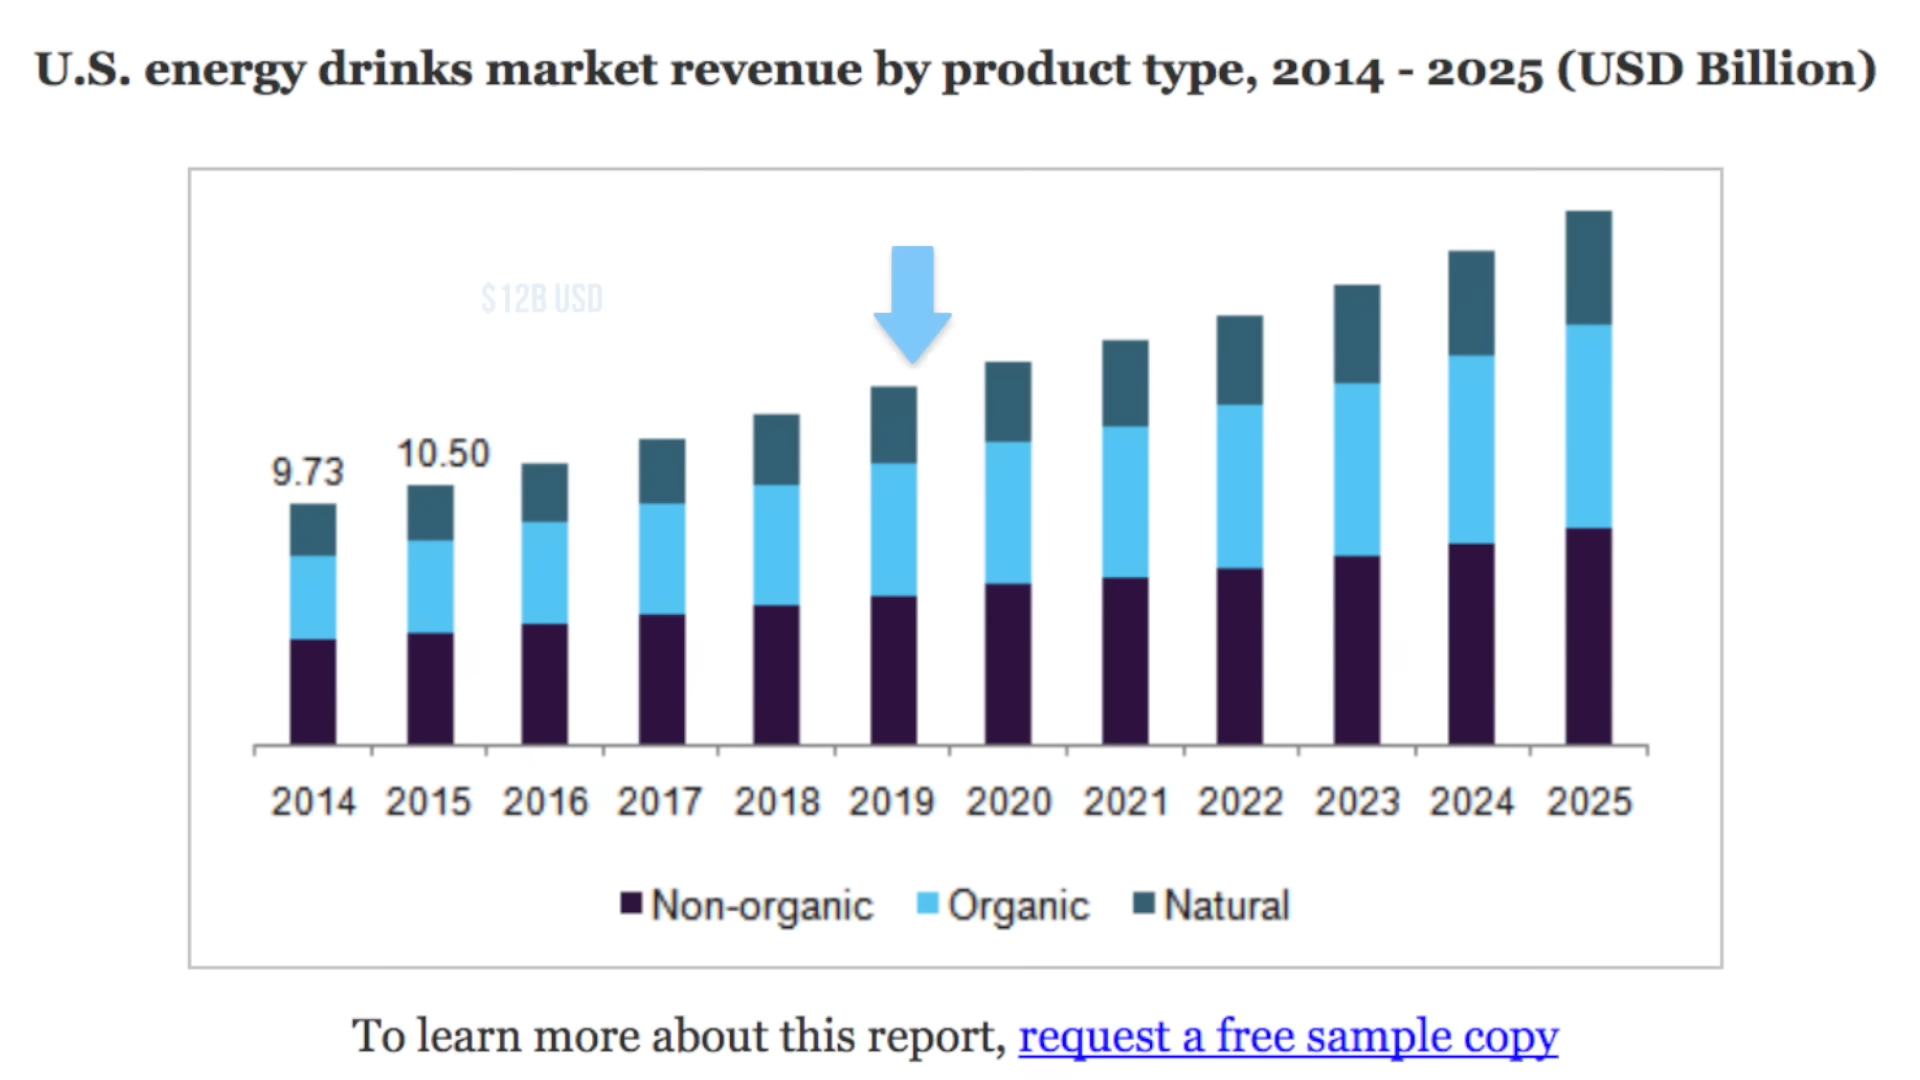 U.S. energy drinks market revenue by product type, 2014 - 2025 (USD Billion)
$12B USD
9.73
10.50
2014 2015 2016 2017 2018 2019 2020 2021 2022 2023 2024 2025
Non-organic Organic Natural
To learn more about this report, request a free sample copy